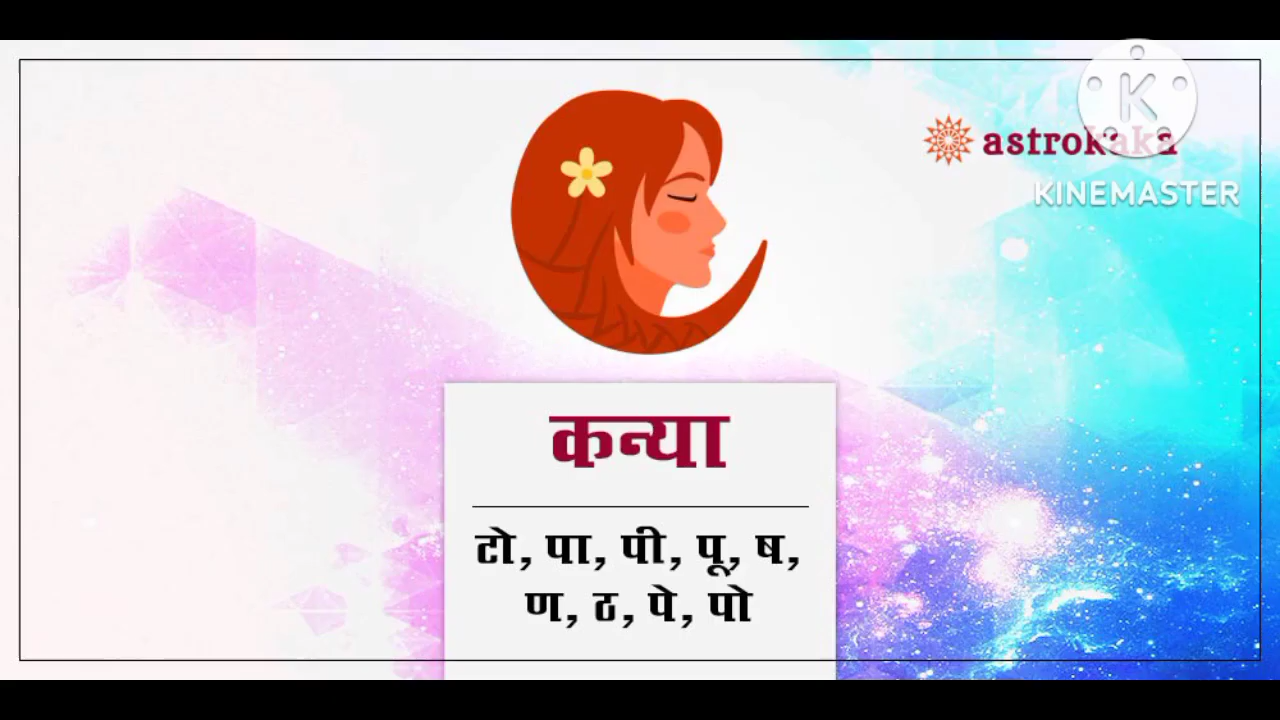 K
astrokaka
KINEMASTER
कन्या
टो, पा, पी, पू, ष,
ण, ठ, पे, पो